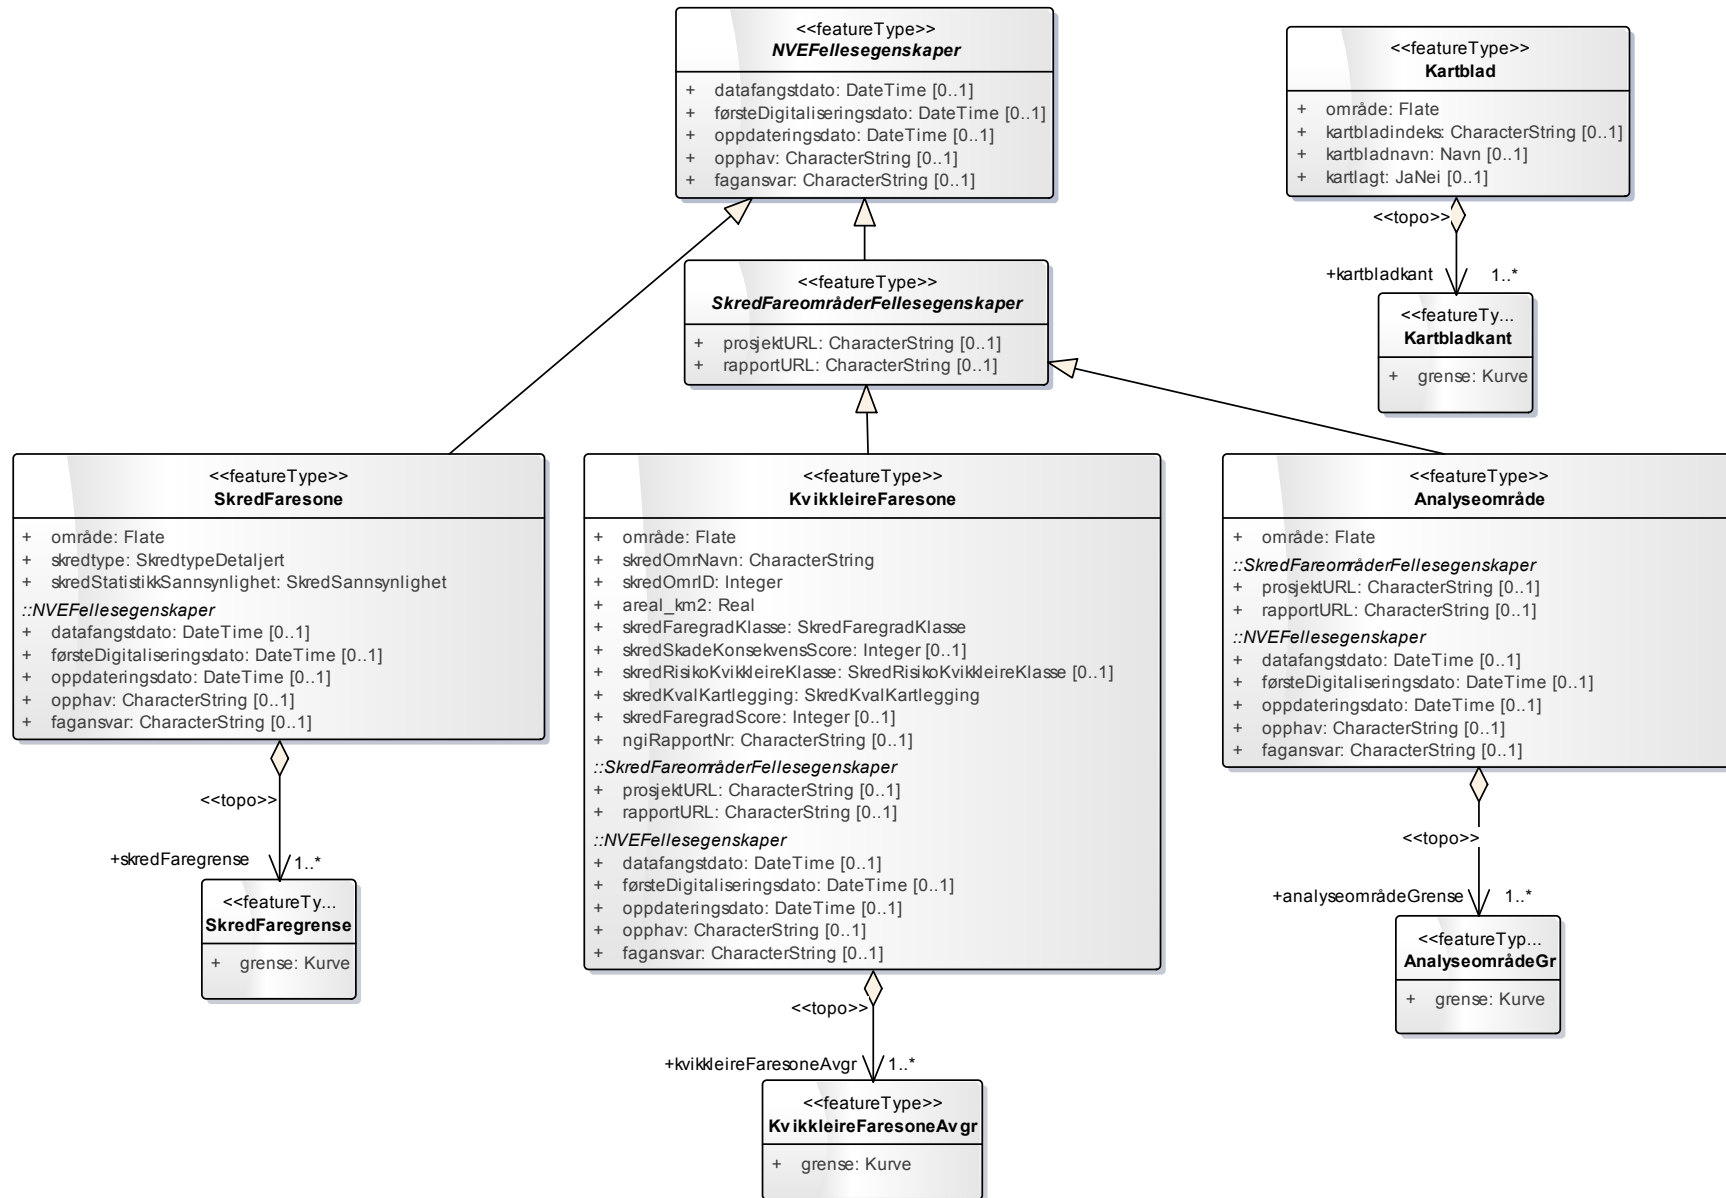 <<featureType>>
NVEFellesegenskaper
+ datafangstdato: DateTime [0..1]
+ førsteDigitaliseringsdato: DateTime [0..1]
+ oppdateringsdato: DateTime [0..1]
+ opphav: CharacterString [0..1]
+ fagansvar: CharacterString [0..1]
<<featureType>>
Kartblad
+ område: Flate
+ kartbladindeks: CharacterString [0..1]
+ kartbladnavn: Navn [0..1]
+ kartlagt: JaNei [0..1]
<<topo>>
+kartbladkant 1..*
<<featureTy...
Kartbladkant
+ grense: Kurve
<<featureType>>
SkredFareområderFellesegenskaper
+ prosjektURL: CharacterString [0..1]
+ rapportURL: CharacterString [0..1]
<<featureType>>
SkredFaresone
+ område: Flate
+ skredtype: SkredtypeDetaljert
+ skredStatistikkSannsynlighet: SkredSannsynlighet
::NVEFellesegenskaper
+ datafangstdato: DateTime [0..1]
+ førsteDigitaliseringsdato: DateTime [0..1]
+ oppdateringsdato: DateTime [0..1]
+ opphav: CharacterString [0..1]
+ fagansvar: CharacterString [0..1]
<<topo>>
+skredFaregrense 1..*
<<featureTy...
SkredFaregrense
+ grense: Kurve
<<featureType>>
KvikkleireFaresone
+ område: Flate
+ skredOmrNavn: CharacterString
+ skredOmrID: Integer
+ areal_km2: Real
+ skredFaregradKlasse: SkredFaregradKlasse
+ skredSkadeKonsekvensScore: Integer [0..1]
+ skredRisikoKvikkleireKlasse: SkredRisikoKvikkleireKlasse [0..1]
+ skredKvalKartlegging: SkredKvalKartlegging
+ skredFaregradScore: Integer [0..1]
+ ngiRapportNr: CharacterString [0..1]
::SkredFareområderFellesegenskaper
+ prosjektURL: CharacterString [0..1]
+ rapportURL: CharacterString [0..1]
::NVEFellesegenskaper
+ datafangstdato: DateTime [0..1]
+ førsteDigitaliseringsdato: DateTime [0..1]
+ oppdateringsdato: DateTime [0..1]
+ opphav: CharacterString [0..1]
+ fagansvar: CharacterString [0..1]
<<topo>>
+kvikkleireFaresoneAvgr 1..*
<<featureType>>
KvikkleireFaresoneAvgr
+ grense: Kurve
<<featureType>>
Analyseområde
+ område: Flate
::SkredFareområderFellesegenskaper
+ prosjektURL: CharacterString [0..1]
+ rapportURL: CharacterString [0..1]
::NVEFellesegenskaper
+ datafangstdato: DateTime [0..1]
+ førsteDigitaliseringsdato: DateTime [0..1]
+ oppdateringsdato: DateTime [0..1]
+ opphav: CharacterString [0..1]
+ fagansvar: CharacterString [0..1]
<<topo>>
+analyseområdeGrense 1..*
<<featureTyp...
AnalyseområdeGr
+ grense: Kurve